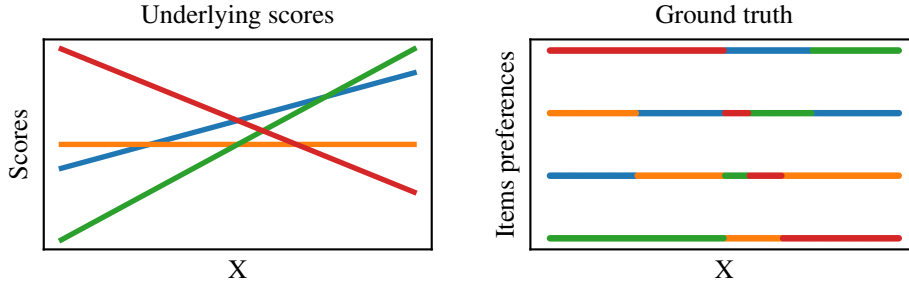 Underlying scores
Scores
X
Ground truth
Items preferences
X